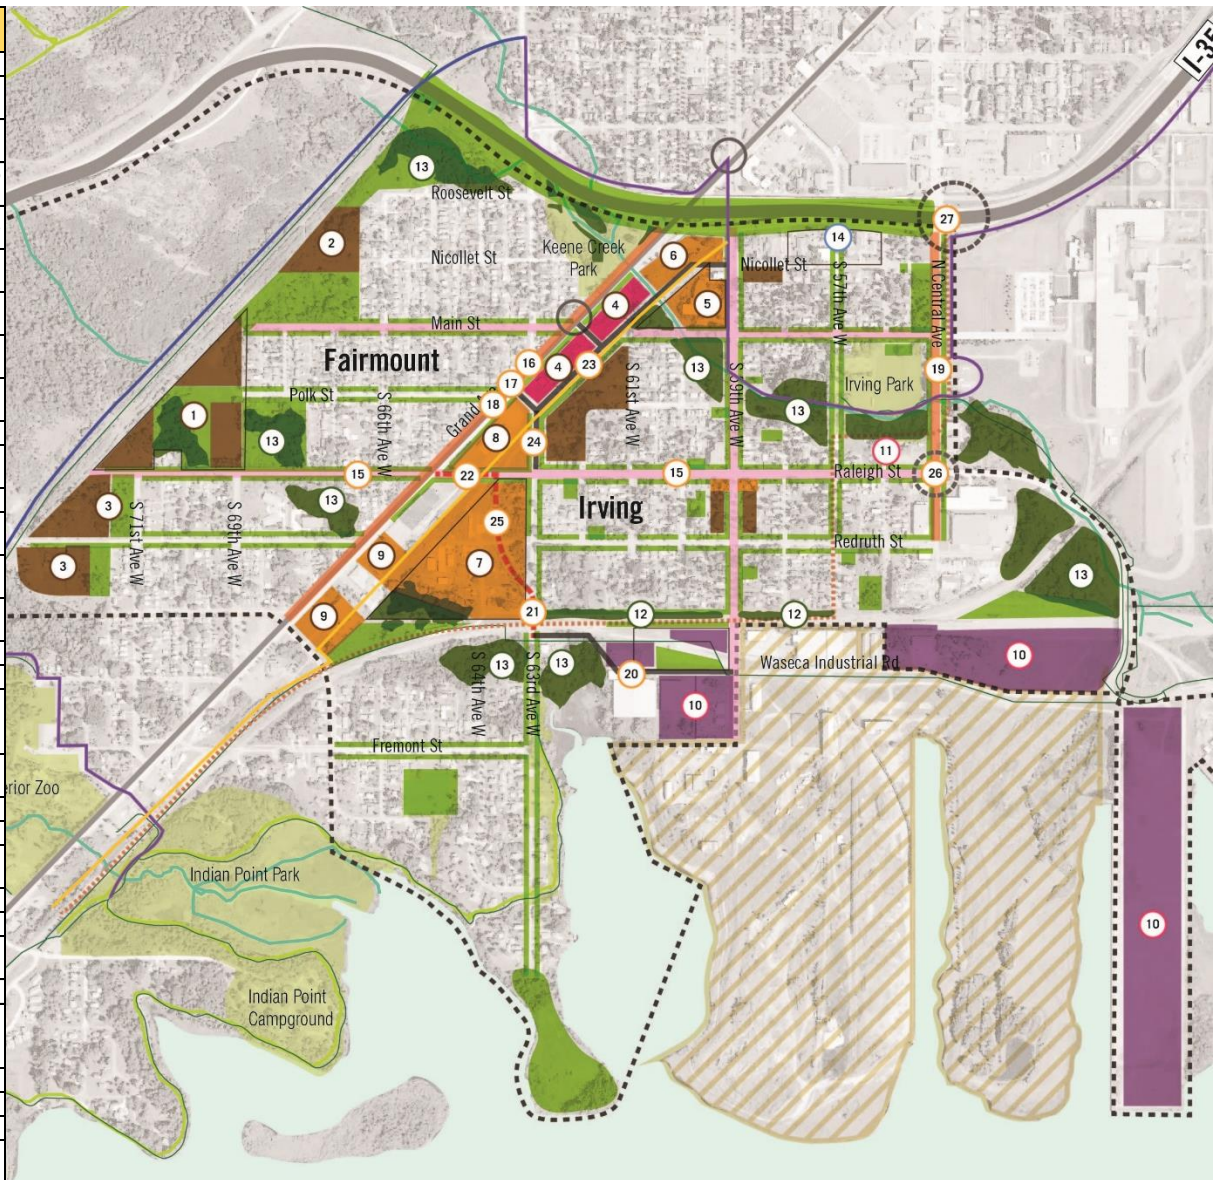 I-35
13
Roosevelt St
27
2
14
Keene Creek
Park
6
Nicollet St
Nicollet St
S 57th Ave W
N Central Ave
4
5
Main St
Fairmount
16
4
23
13
S 61st Ave W
S 59th Ave W
19
17
Irving Park
Polk St
18
S 66th Ave W
Grand A
1
13
13
8
24
11
15
22
15
Raleigh St
26
3
13
S 71st Ave W
S 69th Ave W
Irving
25
Redruth St
9
7
3
13
9
21
12
12
13
13
20
Waseca Industrial Rd
10
S 64th Ave W
S 63rd Ave W
10
Fremont St
erior Zoo
Indian Point Park
10
Indian Point
Campground